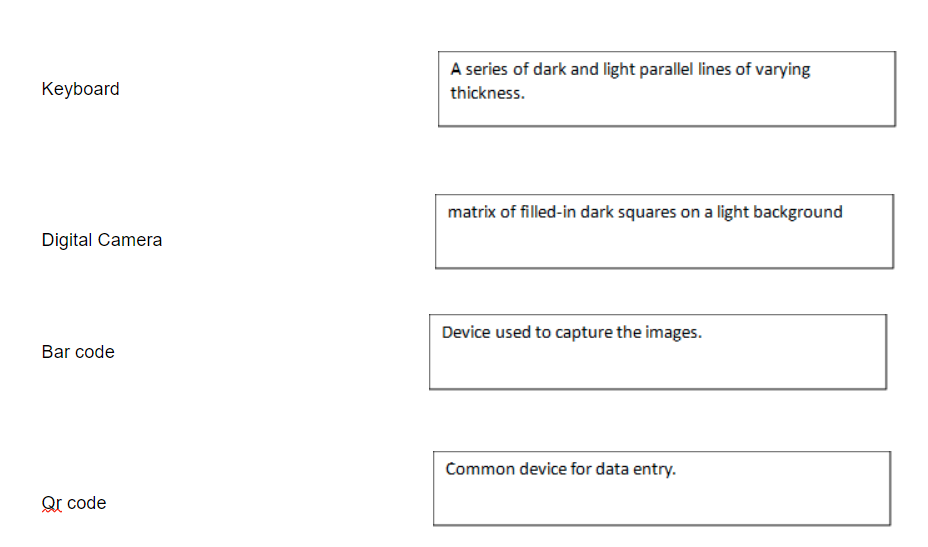 Keyboard
A series of dark and light parallel lines of varying
thickness.
Digital Camera
matrix of filled-in dark squares on a light background
Bar code
Device used to capture the images.
Qr code
Common device for data entry.